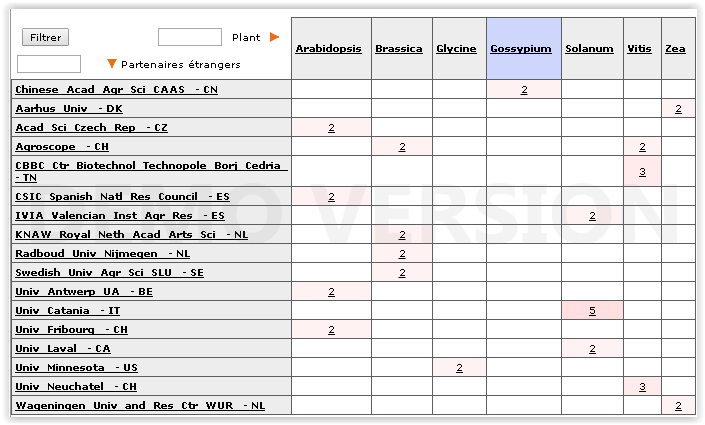 Filtrer Plant
Partenaires étrangers
Arabidopsis Brassica Glycine Gossypium Solanum Vitis Zea
Chinese Acad Agr Sci CAAS - CN 2
Aarhus Univ - DK 2
Acad Sci Czech Rep - CZ 2
Agroscope - CH 2 2
CBBC Ctr Biotechnol Technopole Borj Cedria
- TN 3
CSIC Spanish Natl Res Council - ES 2
IVIA Valencian Inst Agr Res - ES 2
KNAW Royal Neth Acad Arts Sci - NL 2
Radboud Univ Nijmegen - NL 2
Swedish Univ Agr Sci SLU - SE 2
Univ Antwerp UA - BE 2
Univ Catania - IT 5
Univ Fribourg - CH 2
Univ Laval - CA 2
Univ Minnesota - US 2
Univ Neuchatel - CH 3
Wageningen Univ and Res Ctr WUR - NL 2
VERSION